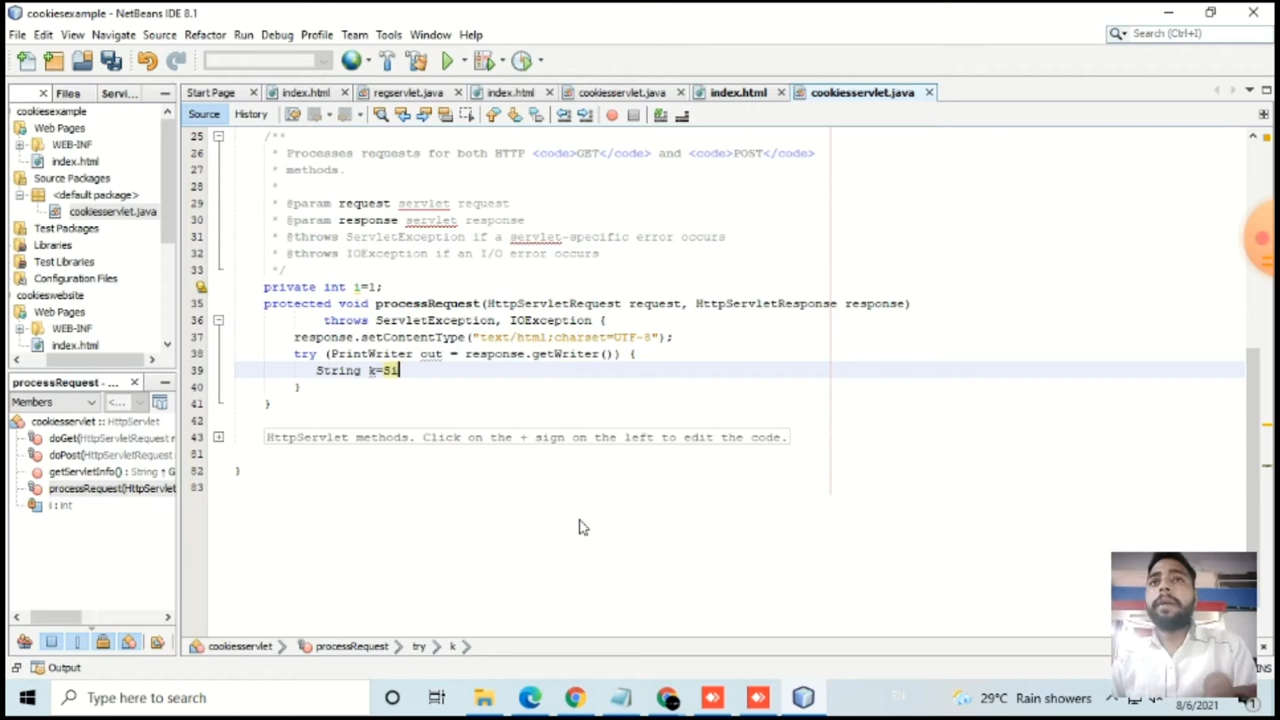 cookiesexample - NetBeans IDE 8.1
File Edit View Navigate Source Refactor Run Debug Profile Team Tools Window Help
Search (Ctrl+I)
Files Servi...
Start Page index.html regservlet.java index.html cookiesservlet.java index.html cookiesservlet.java
cookiesexample
Web Pages
WEB-INF
index.html
Source Packages
<default package>
cookiesservlet.java
Test Packages
Libraries
Test Libraries
Configuration Files
cookieswebsite
Web Pages
WEB-INF
index.html
processRequest
Members <...
cookiesservlet :: HttpServlet
doGet(HttpServletRequest r
doPost(HttpServletRequest
getServletInfo() : String ↑ G
processRequest(HttpServlet
i : int
Source History
25 /**
26 * Processes requests for both HTTP <code>GET</code> and <code>POST</code>
27 * methods.
28 *
29 * @param request servlet request
30 * @param response servlet response
31 * @throws ServletException if a servlet-specific error occurs
32 * @throws IOException if an I/O error occurs
33 */
private int i=1;
35 protected void processRequest(HttpServletRequest request, HttpServletResponse response)
36 throws ServletException, IOException {
37 response.setContentType("text/html;charset=UTF-8");
38 try (PrintWriter out = response.getWriter()) {
39 String k=Si
40 }
41 }
42
43 HttpServlet methods. Click on the + sign on the left to edit the code.
81
82 }
83
cookiesservlet processRequest try k
Output
Type here to search
29°C Rain showers
8/6/2021